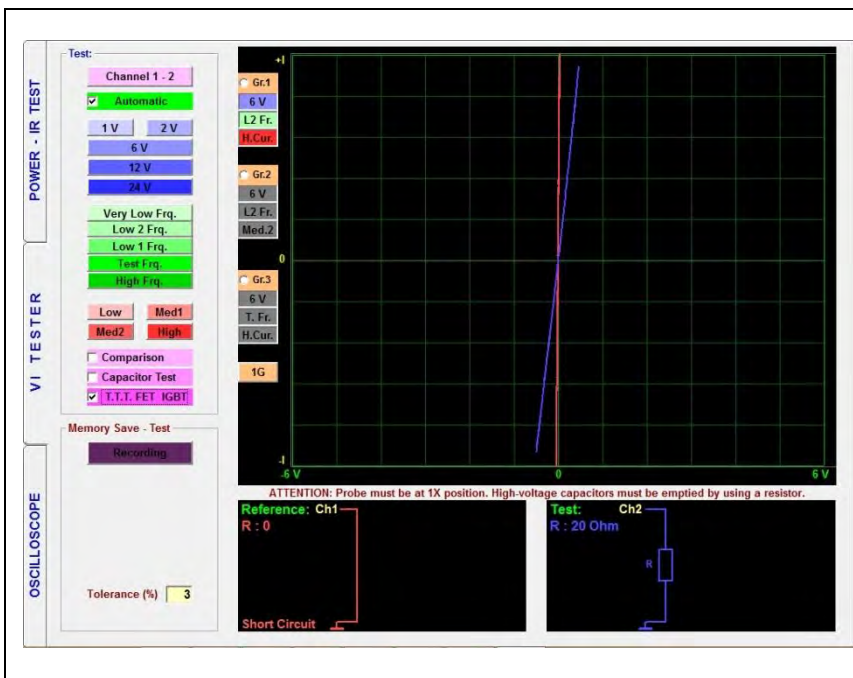 POWER - IR TEST
VI TESTER
OSCILLOSCOPE
Test:
Channel 1 - 2
Automatic
1 V
2 V
6 V
12 V
24 V
Very Low Frq.
Low 2 Frq.
Low 1 Frq.
Test Frq.
High Frq.
Low
Med1
Med2
High
Comparison
Capacitor Test
T.T.T. FET IGBT
Memory Save - Test
Recording
Tolerance (%) 3
Gr.1
6 V
L2 Fr.
H.Cur.
Gr.2
6 V
L2 Fr.
Med.2
Gr.3
6 V
T. Fr.
H.Cur.
1G
+I
0
-I
-6 V
0
6 V
ATTENTION: Probe must be at 1X position. High-voltage capacitors must be emptied by using a resistor.
Reference: Ch1
R : 0
Short Circuit
Test: Ch2
R : 20 Ohm
R